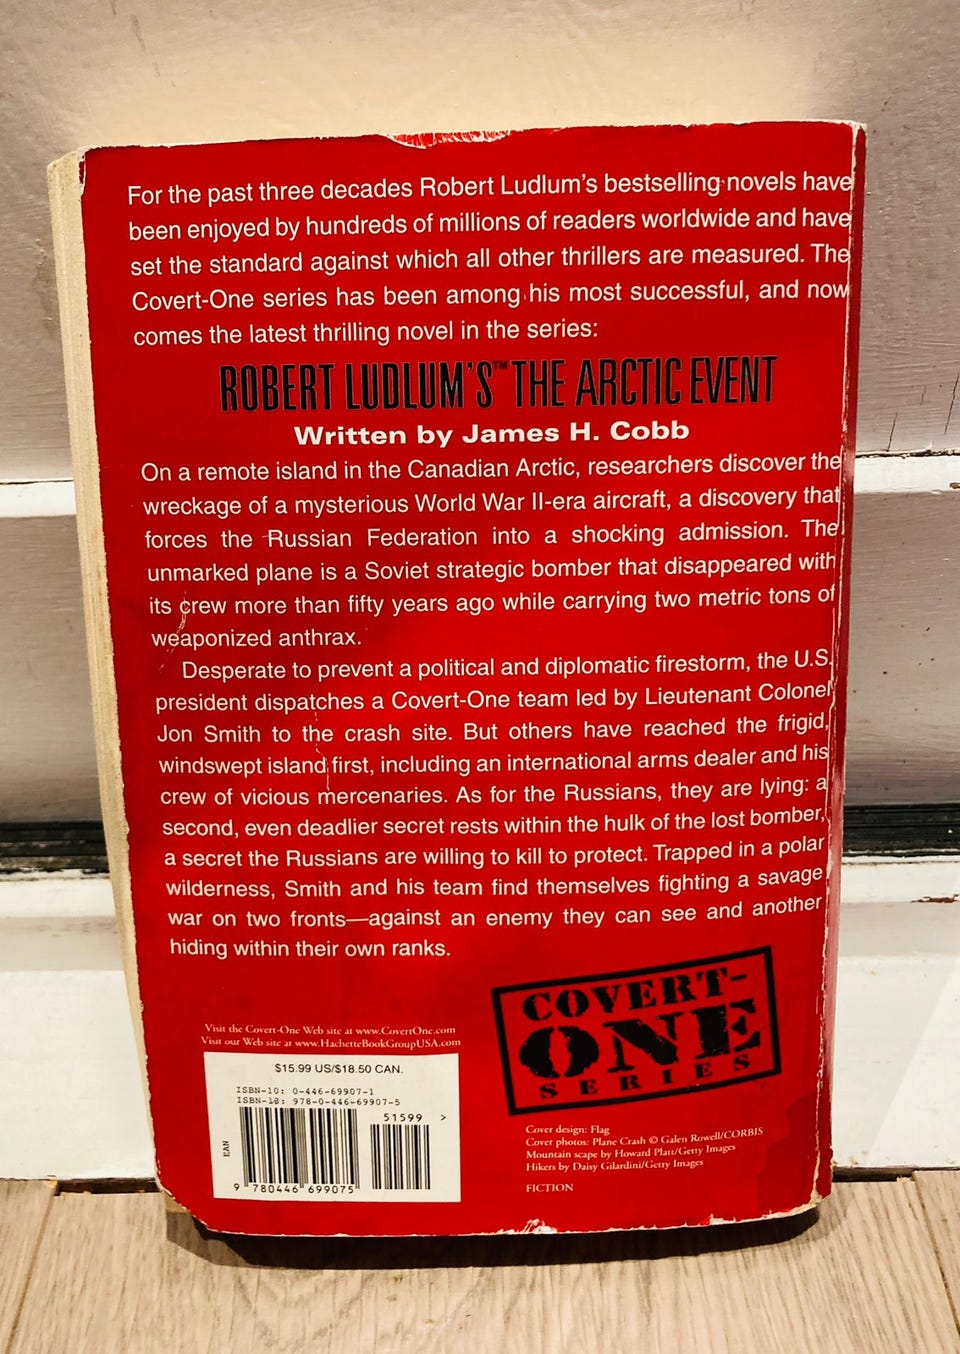 For the past three decades Robert Ludlum's bestselling novels have
been enjoyed by hundreds of millions of readers worldwide and have
set the standard against which all other thrillers are measured. The
Covert-One series has been among his most successful, and now
comes the latest thrilling novel in the series:
ROBERT LUDLUM'S™ THE ARCTIC EVENT
Written by James H. Cobb
On a remote island in the Canadian Arctic, researchers discover the
wreckage of a mysterious World War II-era aircraft, a discovery that
forces the Russian Federation into a shocking admission. The
unmarked plane is a Soviet strategic bomber that disappeared with
its crew more than fifty years ago while carrying two metric tons of
weaponized anthrax.
Desperate to prevent a political and diplomatic firestorm, the U.S.
president dispatches a Covert-One team led by Lieutenant Colonel
Jon Smith to the crash site. But others have reached the frigid,
windswept island first, including an international arms dealer and his
crew of vicious mercenaries. As for the Russians, they are lying: a
second, even deadlier secret rests within the hulk of the lost bomber,
a secret the Russians are willing to kill to protect. Trapped in a polar
wilderness, Smith and his team find themselves fighting a savage
war on two fronts—against an enemy they can see and another
hiding within their own ranks.
COVERT-
ONE
SERIES
Visit the Covert-One Web site at www.CovertOne.com
Visit our Web site at www.HachetteBookGroupUSA.com
$15.99 US/$18.50 CAN.
ISBN-10: 0-446-69907-1
ISBN-13: 978-0-446-69907-5
51599 >
EAN
9 780446 699075
Cover design: Flag
Cover photos: Plane Crash © Galen Rowell/CORBIS
Mountain scape by Howard Platt/Getty Images
Hikers by Daisy Gilardini/Getty Images
FICTION